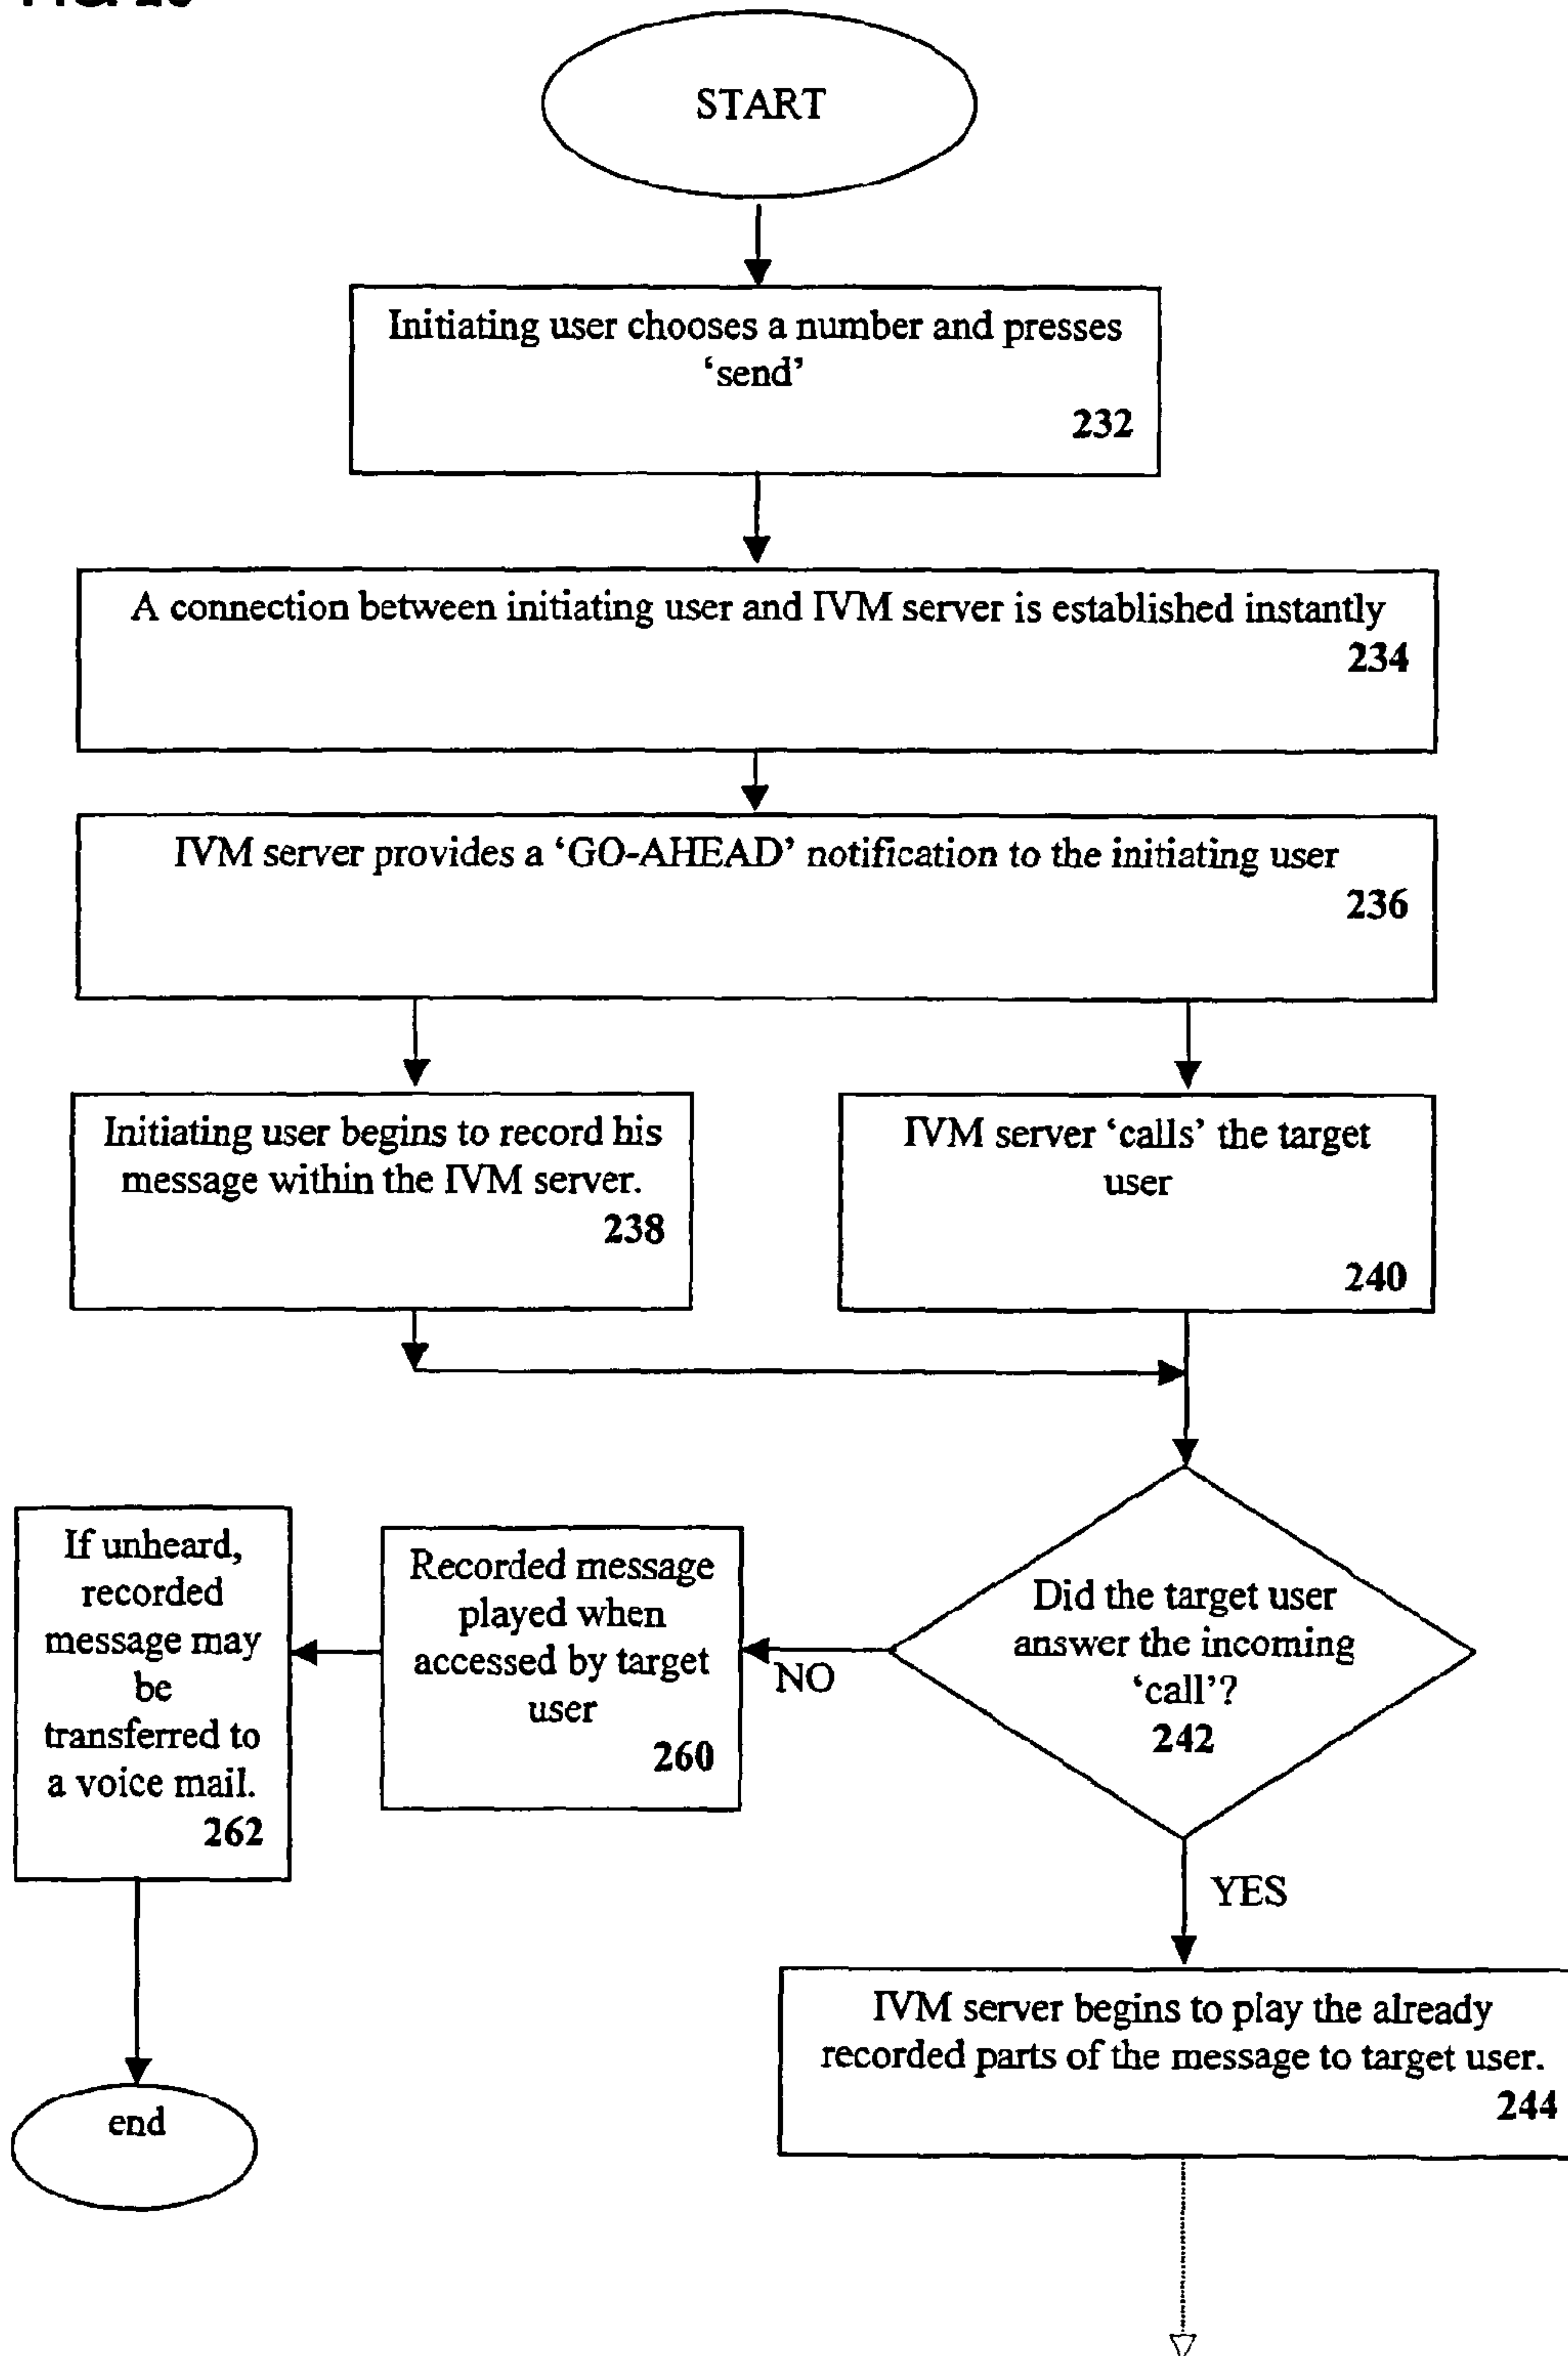 START
Initiating user chooses a number and presses
‘send’
232
A connection between initiating user and IVM server is established instantly
234
IVM server provides a ‘GO-AHEAD’ notification to the initiating user
236
Initiating user begins to record his
message within the IVM server.
238
IVM server ‘calls’ the target
user
240
Did the target user
answer the incoming
‘call’?
242
NO
Recorded message
played when
accessed by target
user
260
If unheard,
recorded
message may
be
transferred to
a voice mail.
262
end
YES
IVM server begins to play the already
recorded parts of the message to target user.
244